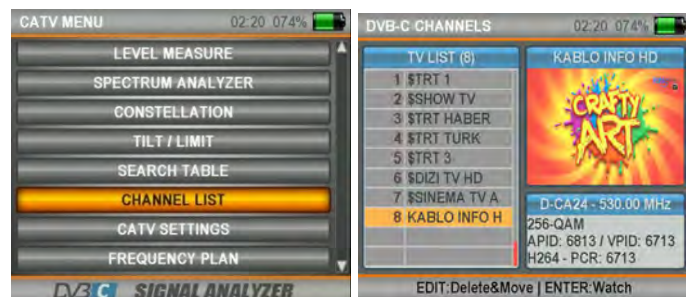 CATV MENU 02:20 074%
LEVEL MEASURE
SPECTRUM ANALYZER
CONSTELLATION
TILT / LIMIT
SEARCH TABLE
CHANNEL LIST
CATV SETTINGS
FREQUENCY PLAN
DVB C SIGNAL ANALYZER
DVB-C CHANNELS 02:20 074%
TV LIST (8)
1 $TRT 1
2 $SHOW TV
3 $TRT HABER
4 $TRT TURK
5 $TRT 3
6 $DIZI TV HD
7 $SINEMA TV A
8 KABLO INFO H
KABLO INFO HD
CRAFTY
ART
D-CA24 - 530.00 MHz
256-QAM
APID: 6813 / VPID: 6713
H264 - PCR: 6713
EDIT:Delete&Move | ENTER:Watch